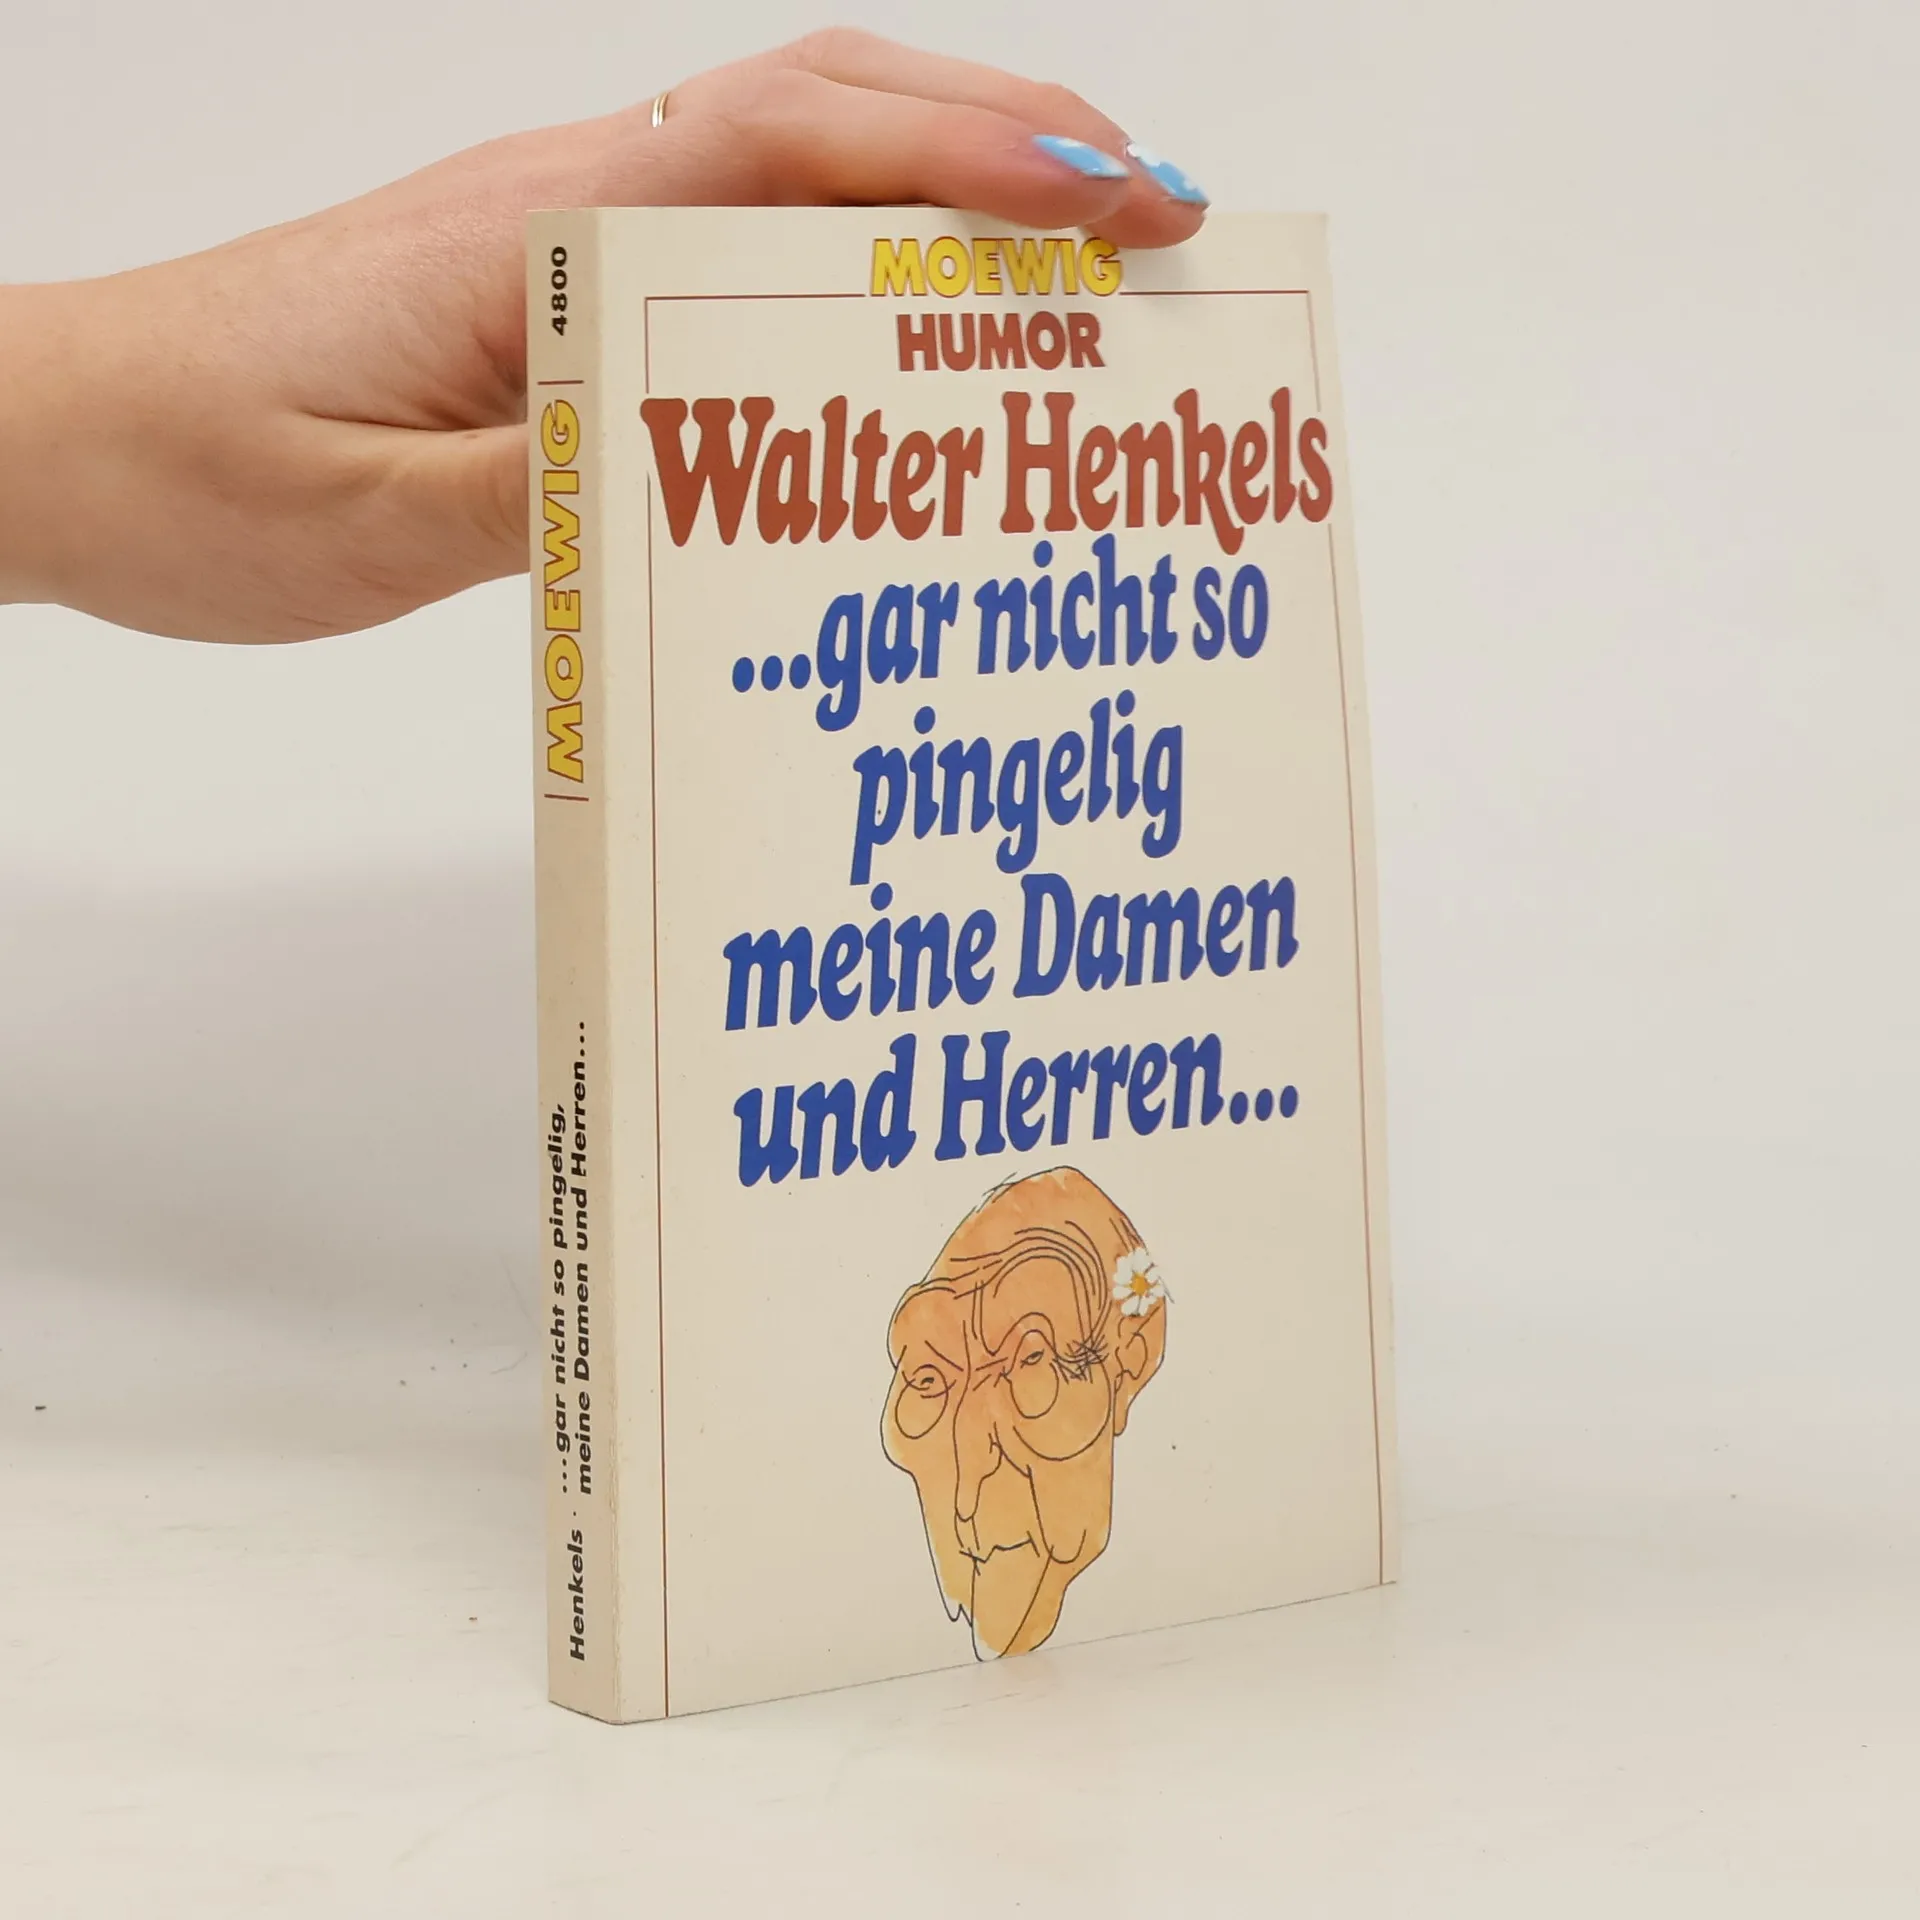 MOEWIG
HUMOR
Walter Henkels
...gar nicht so
pingelig
meine Damen
und Herren...
4800
MOEWIG
Henkels · ...gar nicht so pingelig,
meine Damen und Herren...